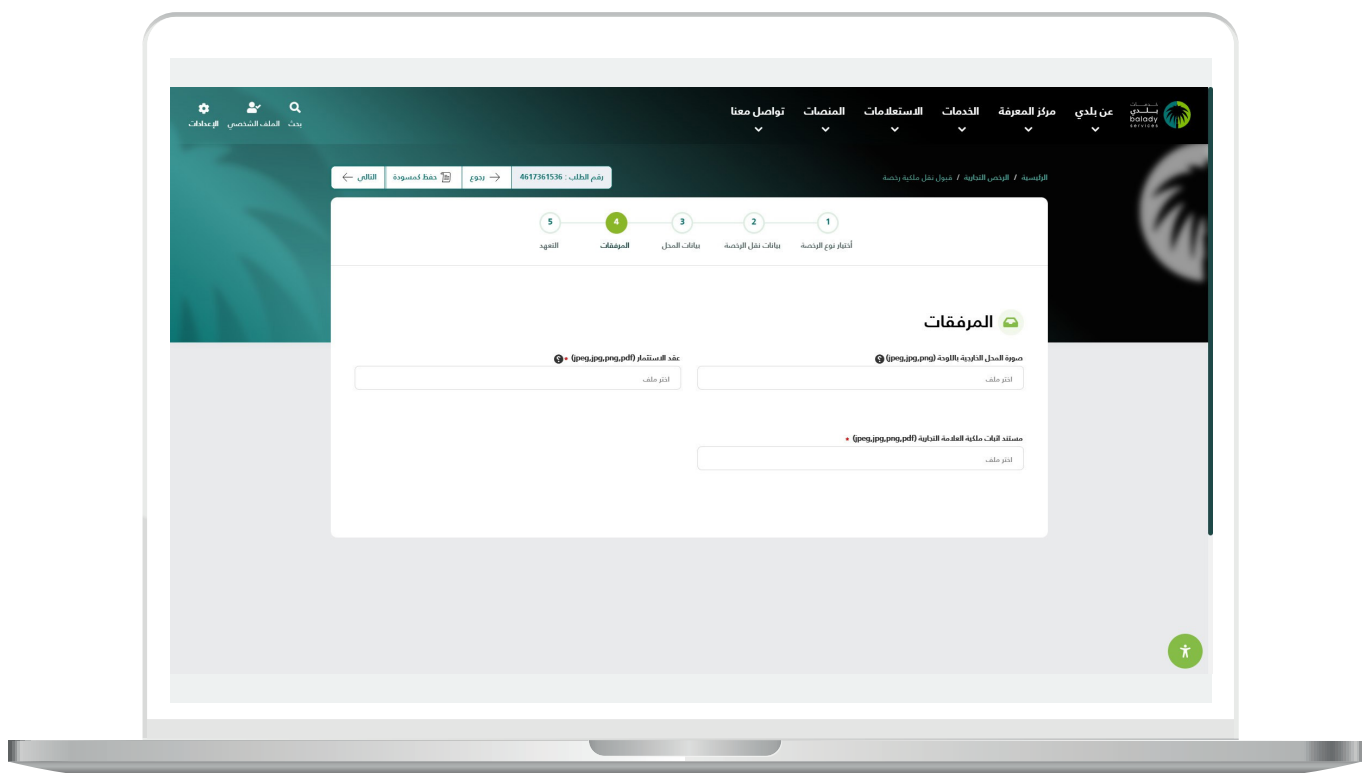 خدمات
بلدي
balady
services
عن بلدي
مركز المعرفة
الخدمات
الاستعلامات
المنصات
تواصل معنا
بحث
الملف الشخصي
الإعدادات
الرئيسية / الرخص التجارية / قبول نقل ملكية رخصة
رقم الطلب : 4617361536
رجوع
حفظ كمسودة
التالي
1
2
3
4
5
أختيار نوع الرخصة
بيانات نقل الرخصة
بيانات المحل
المرفقات
التعهد
المرفقات
صورة المحل الخارجية باللوحة (jpeg,jpg,png)
اختر ملف
عقد الاستثمار (jpeg,jpg,png,pdf) *
اختر ملف
مستند اثبات ملكية العلامة التجارية (jpeg,jpg,png,pdf) *
اختر ملف